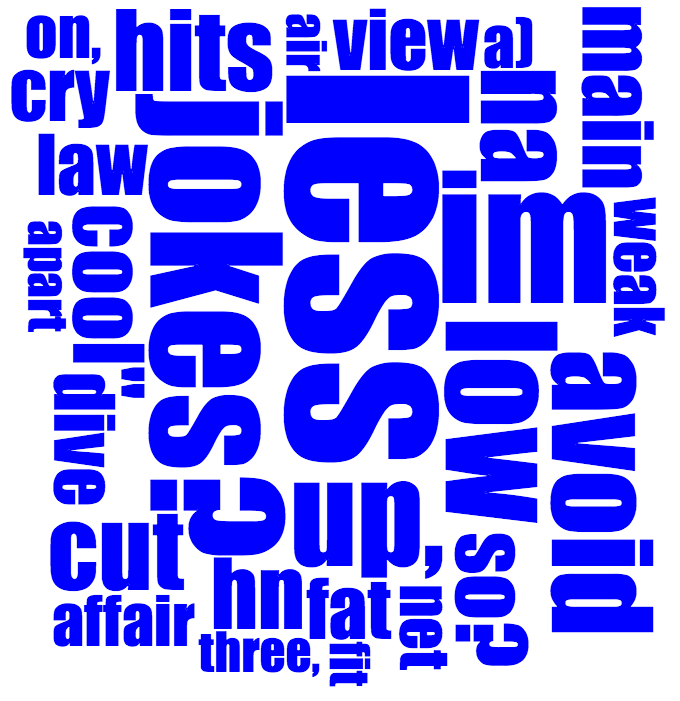 on,
hits
air
view
a)
main
cry
jokes?
less
na
law
im
weak
cool"
apart
low
avoid
dive
up,
cut
so?
hn
fat
net
affair
three,
fit